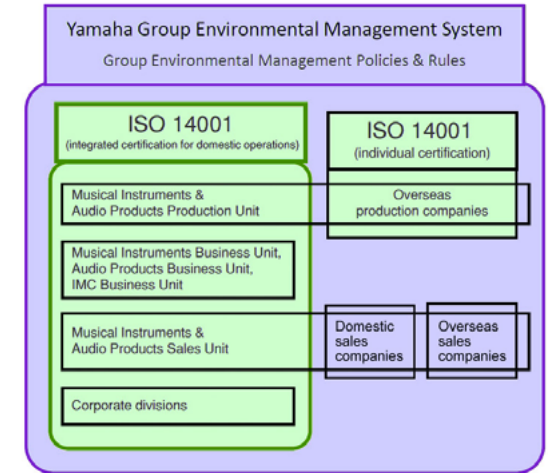 Yamaha Group Environmental Management System
Group Environmental Management Policies & Rules
ISO 14001
(integrated certification for domestic operations)
ISO 14001
(individual certification)
Musical Instruments &
Audio Products Production Unit
Overseas
production companies
Musical Instruments Business Unit,
Audio Products Business Unit,
IMC Business Unit
Musical Instruments &
Audio Products Sales Unit
Domestic
sales
companies
Overseas
sales
companies
Corporate divisions